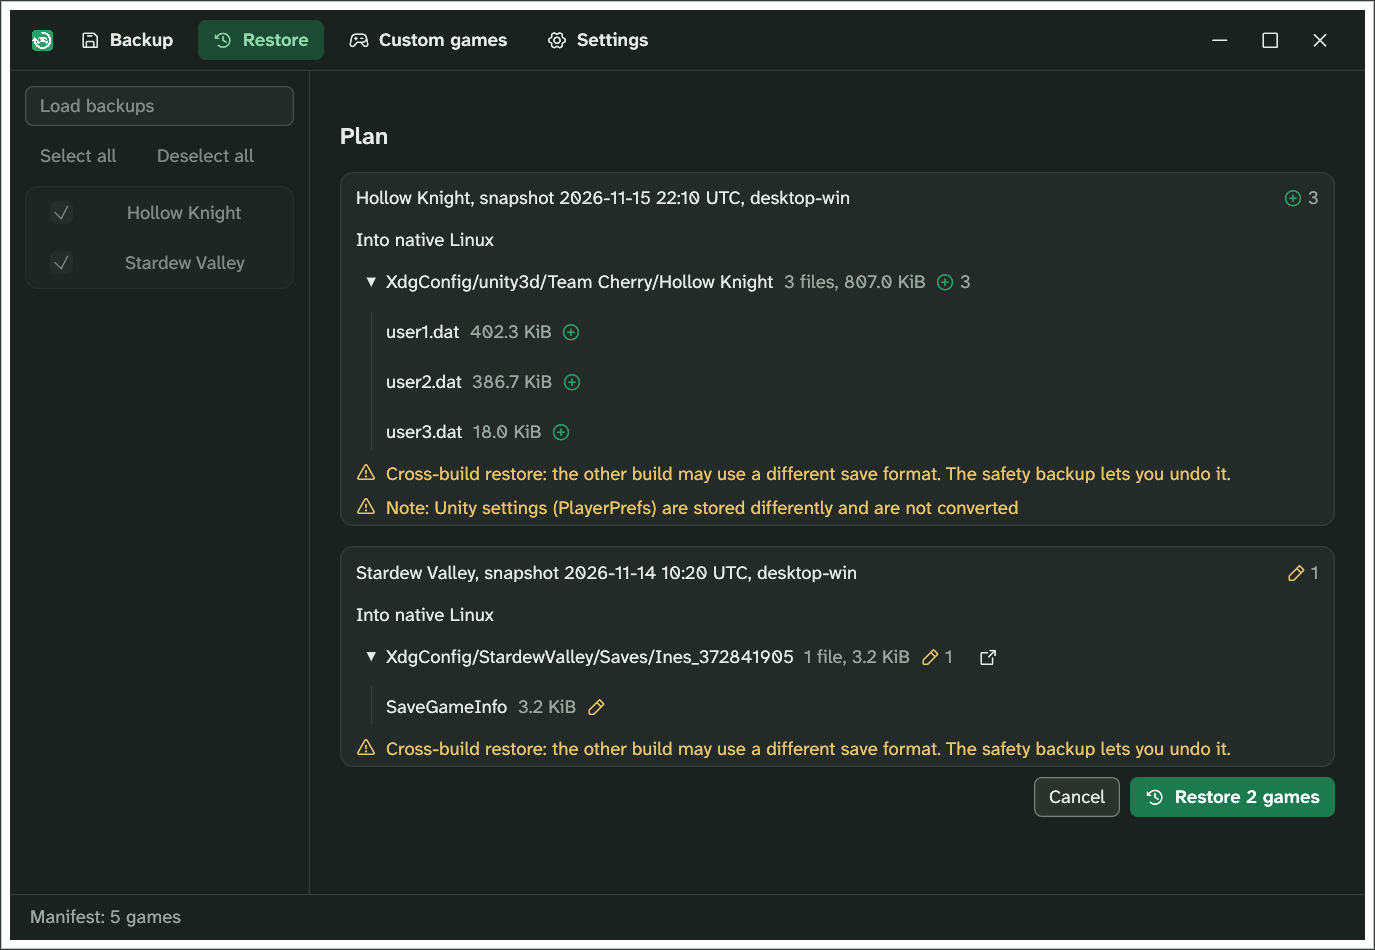 Backup
Restore
Custom games
Settings
Load backups
Select all
Deselect all
Hollow Knight
Stardew Valley
Plan
Hollow Knight, snapshot 2026-11-15 22:10 UTC, desktop-win
3
Into native Linux
XdgConfig/unity3d/Team Cherry/Hollow Knight 3 files, 807.0 KiB 3
user1.dat 402.3 KiB
user2.dat 386.7 KiB
user3.dat 18.0 KiB
Cross-build restore: the other build may use a different save format. The safety backup lets you undo it.
Note: Unity settings (PlayerPrefs) are stored differently and are not converted
Stardew Valley, snapshot 2026-11-14 10:20 UTC, desktop-win
1
Into native Linux
XdgConfig/StardewValley/Saves/Ines_372841905 1 file, 3.2 KiB 1
SaveGameInfo 3.2 KiB
Cross-build restore: the other build may use a different save format. The safety backup lets you undo it.
Cancel
Restore 2 games
Manifest: 5 games